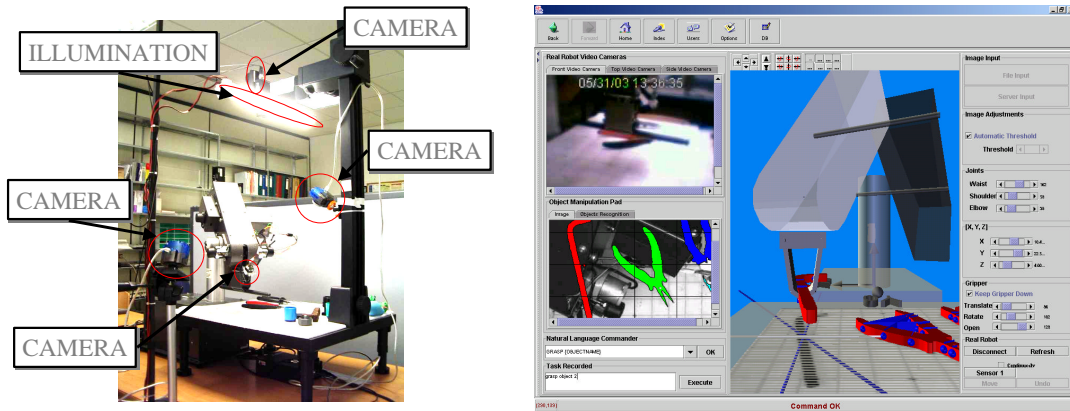 CAMERA
ILLUMINATION
CAMERA
CAMERA
CAMERA
Back
Forward
Home
Index
Users
Options
DB
Real Robot Video Cameras
Front Video Camera
Top Video Camera
Side Video Camera
05/31/03 13:36:35
Object Manipulation Pad
Image
Objects Recognition
Natural Language Commander
GRASP [OBJECTNAME]
OK
Task Recorded
grasp object 2
Execute
Image Input
File Input
Server Input
Image Adjustments
Automatic Threshold
Threshold
Joints
Waist
Shoulder
Elbow
[X, Y, Z]
X
Y
Z
Gripper
Keep Gripper Down
Translate
Rotate
Open
Real Robot
Disconnect
Refresh
Sensor 1
Move
Undo
[290,139]
Command OK